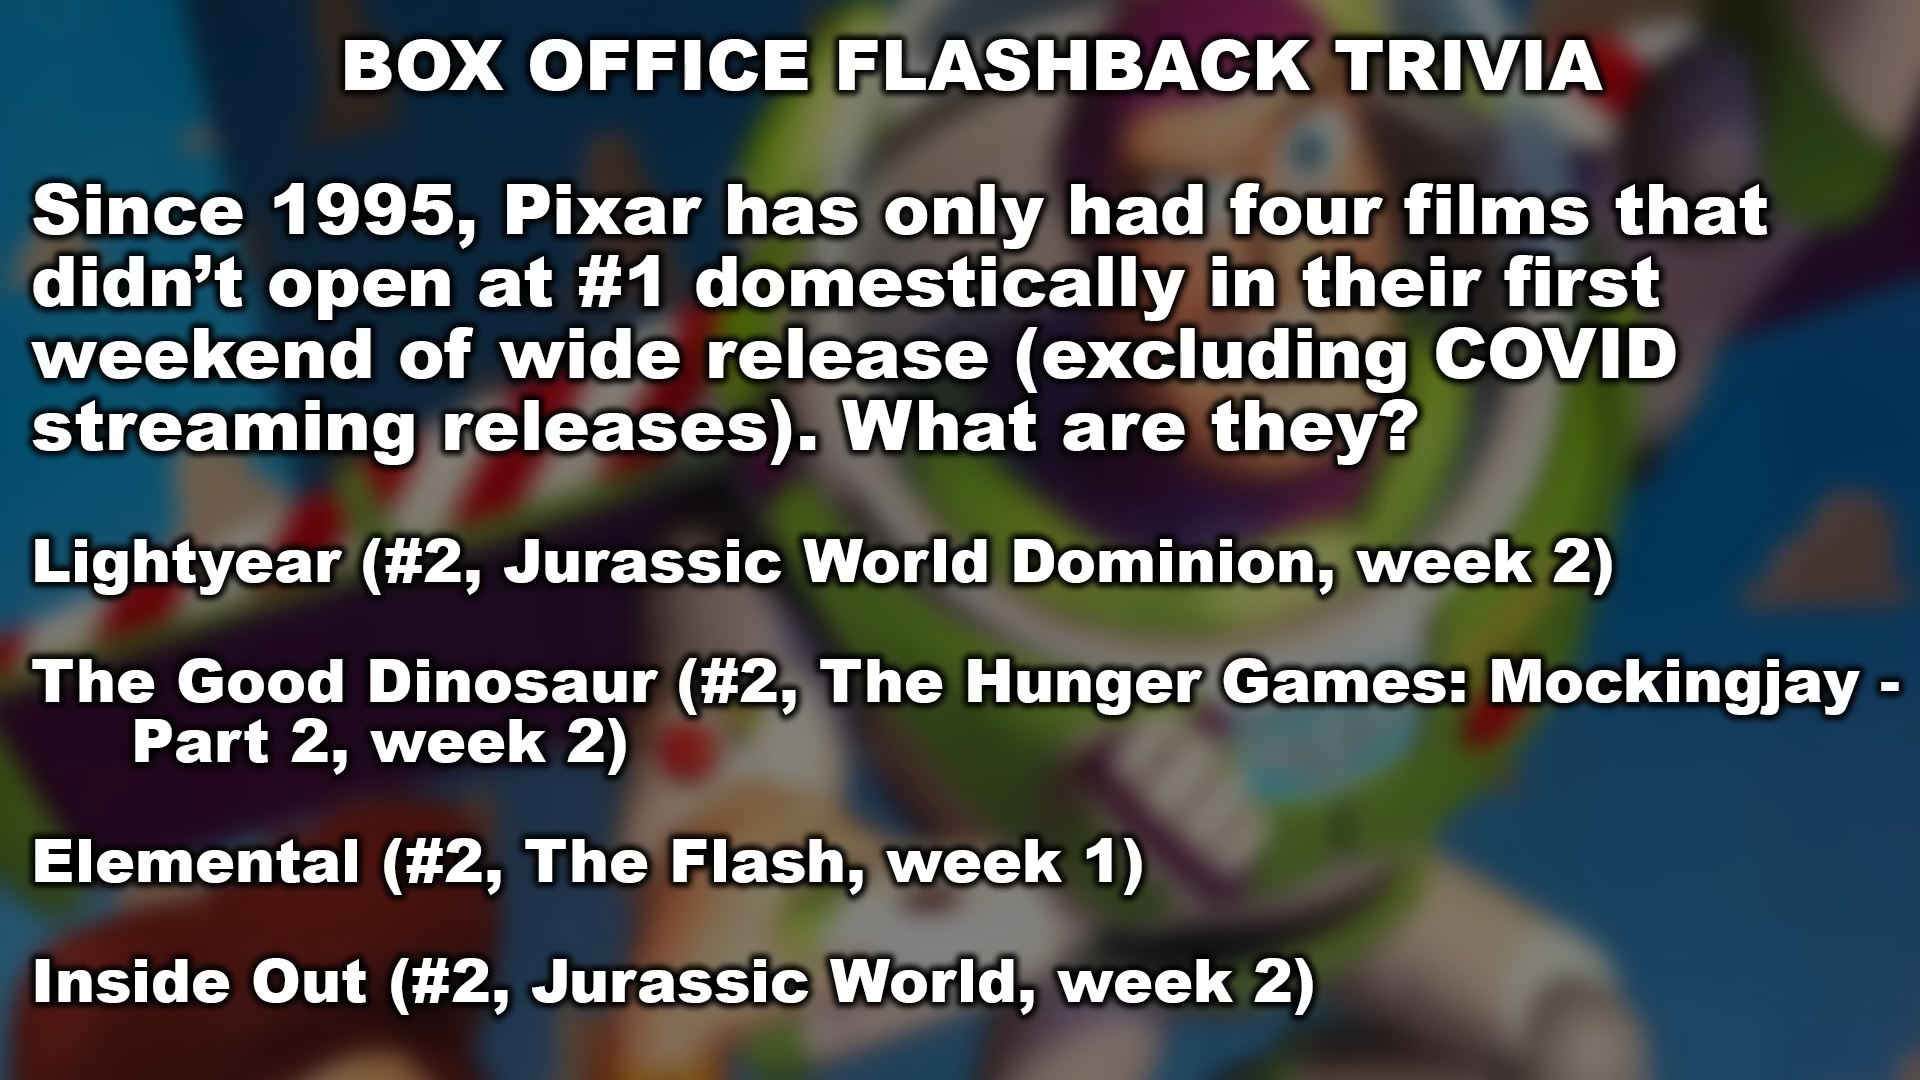 BOX OFFICE FLASHBACK TRIVIA
Since 1995, Pixar has only had four films that
didn’t open at #1 domestically in their first
weekend of wide release (excluding COVID
streaming releases). What are they?
Lightyear (#2, Jurassic World Dominion, week 2)
The Good Dinosaur (#2, The Hunger Games: Mockingjay -
Part 2, week 2)
Elemental (#2, The Flash, week 1)
Inside Out (#2, Jurassic World, week 2)